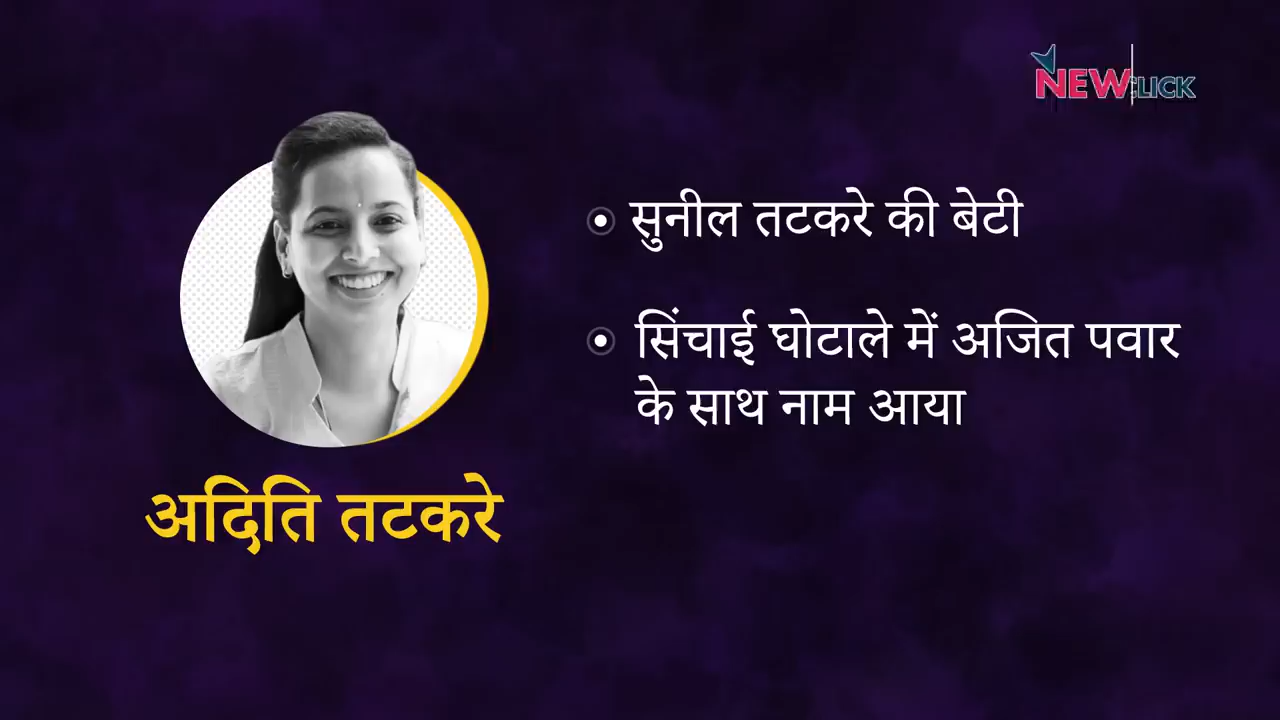 NEWSCLICK
सुनील तटकरे की बेटी
सिंचाई घोटाले में अजित पवार
के साथ नाम आया
अदिति तटकरे